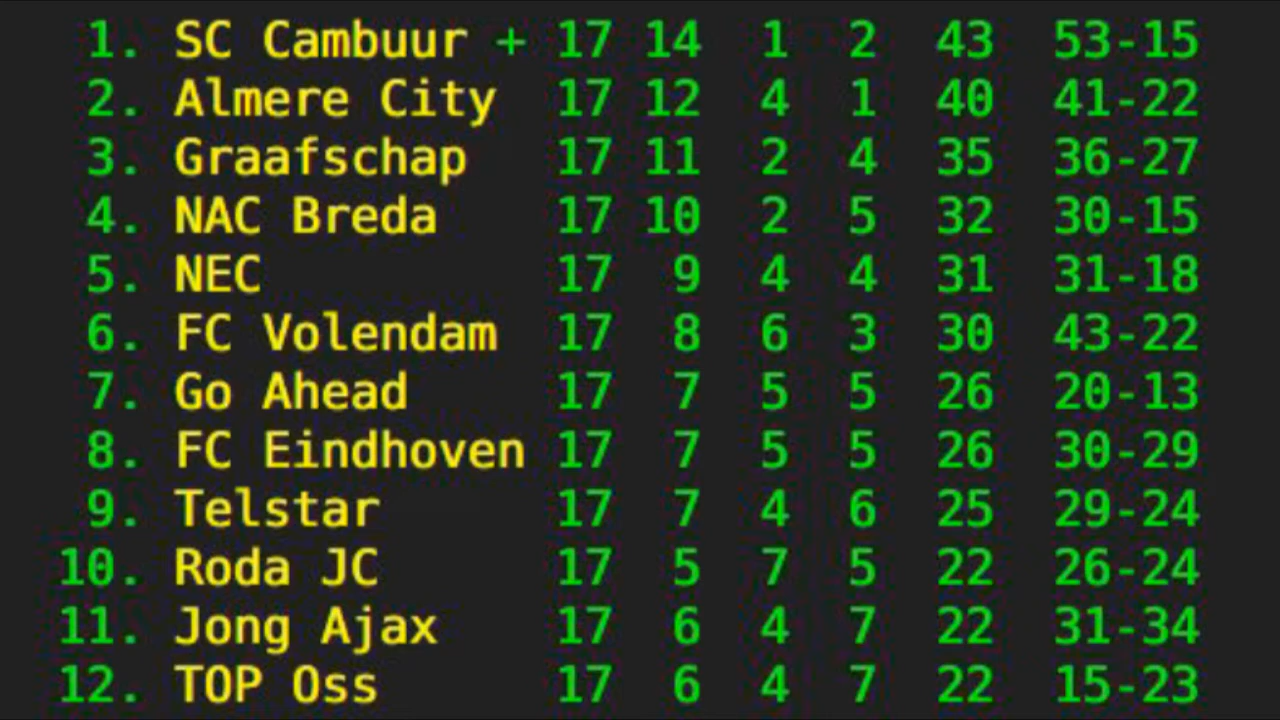 1. SC Cambuur + 17 14 1 2 43 53-15
2. Almere City 17 12 4 1 40 41-22
3. Graafschap 17 11 2 4 35 36-27
4. NAC Breda 17 10 2 5 32 30-15
5. NEC 17 9 4 4 31 31-18
6. FC Volendam 17 8 6 3 30 43-22
7. Go Ahead 17 7 5 5 26 20-13
8. FC Eindhoven 17 7 5 5 26 30-29
9. Telstar 17 7 4 6 25 29-24
10. Roda JC 17 5 7 5 22 26-24
11. Jong Ajax 17 6 4 7 22 31-34
12. TOP Oss 17 6 4 7 22 15-23